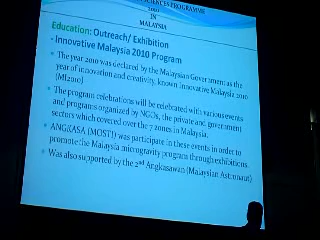 SCIENCES PROGRAMME
IN
MALAYSIA
Education: Outreach/ Exhibition
- Innovative Malaysia 2010 Program
• The year 2010 was declared by the Malaysian Government as the
year of innovation and creativity, known Innovative Malaysia 2010
(MI2010)
• The program celebrations will be celebrated with various events
and programs organized by NGOs, the private and government
sectors which covered over the 7 zones in Malaysia.
• ANGKASA (MOSTI) was participate in these events in order to
promote the Malaysia microgravity program through exhibitions.
• Was also supported by the 2nd Angkasawan (Malaysian Astronaut)